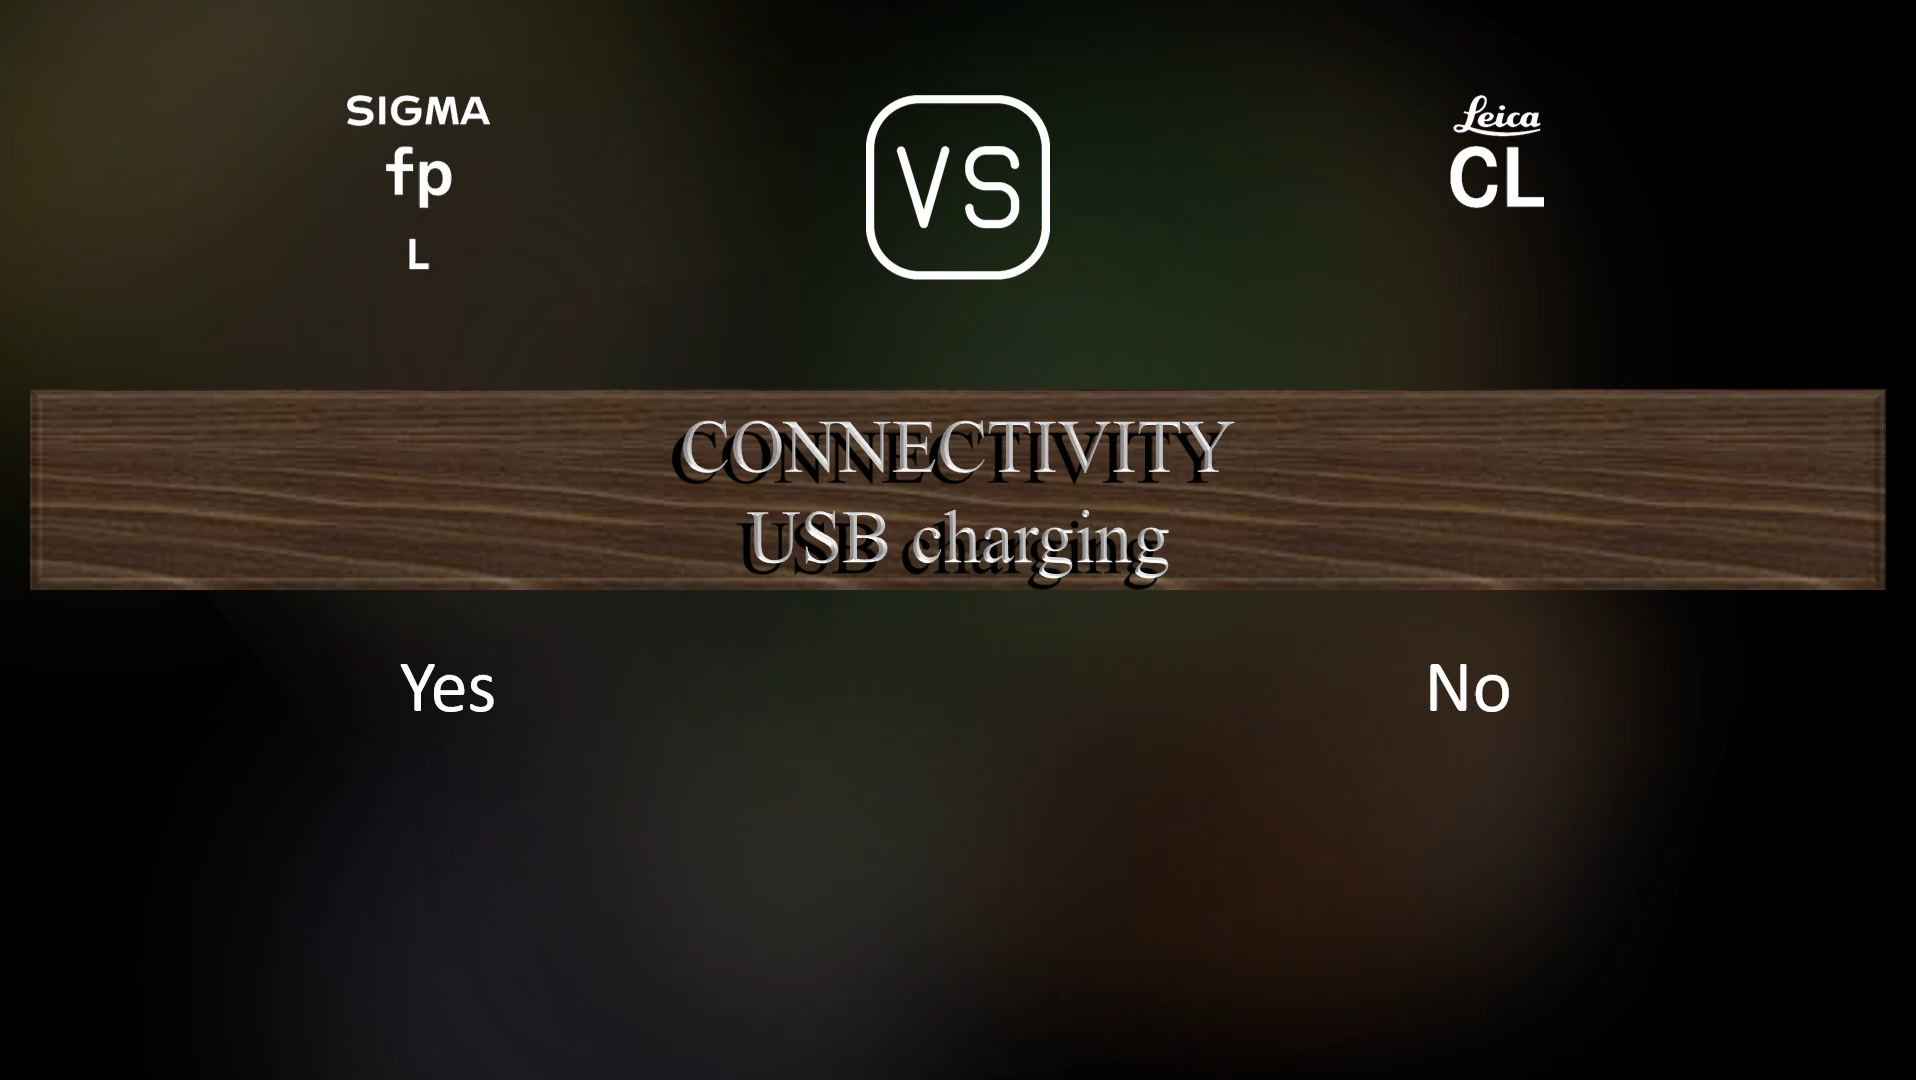 SIGMA
fp
L
VS
Leica
CL
CONNECTIVITY
USB charging
Yes
No